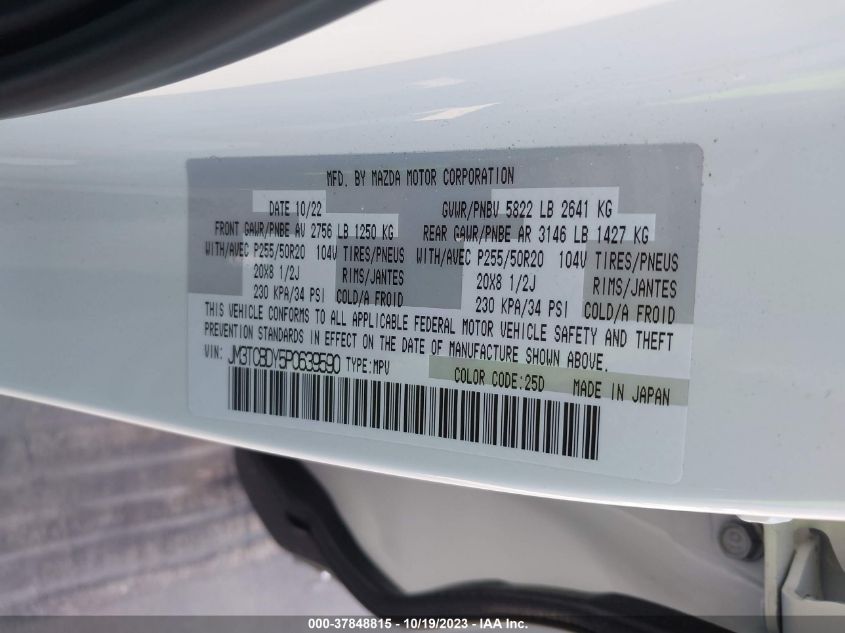 MFD. BY MAZDA MOTOR CORPORATION
DATE 10/22 GVWR/PNBV 5822 LB 2641 KG
FRONT GAWR/PNBE AV 2756 LB 1250 KG REAR GAWR/PNBE AR 3146 LB 1427 KG
WITH/AVEC P255/50R20 104V TIRES/PNEUS WITH/AVEC P255/50R20 104V TIRES/PNEUS
20X8 1/2J RIMS/JANTES 20X8 1/2J RIMS/JANTES
230 KPA/34 PSI COLD/A FROID 230 KPA/34 PSI COLD/A FROID
THIS VEHICLE CONFORMS TO ALL APPLICABLE FEDERAL MOTOR VEHICLE SAFETY AND THEFT
PREVENTION STANDARDS IN EFFECT ON THE DATE OF MANUFACTURE SHOWN ABOVE.
VIN: JM3TCBDY5P0639590 TYPE:MPV COLOR CODE:25D MADE IN JAPAN
000-37848815 - 10/19/2023 - IAA Inc.